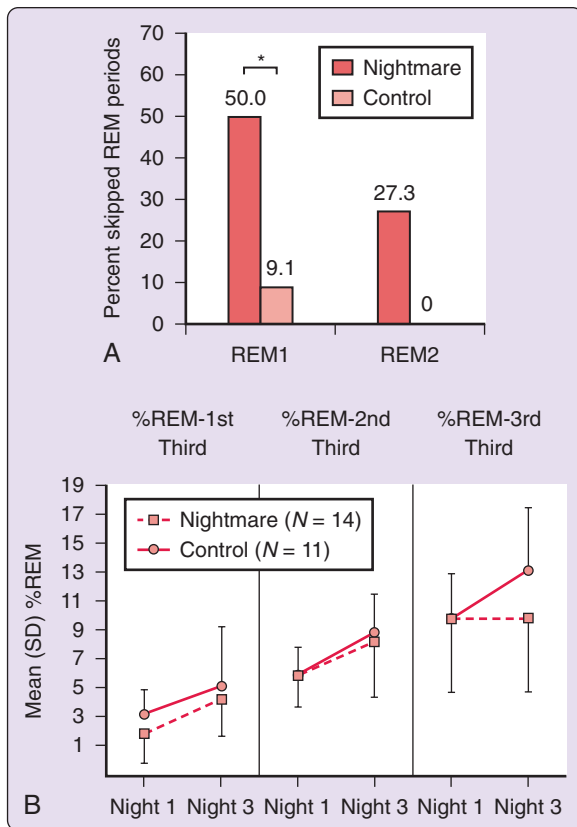 70
60
50
40
30
20
10
0
Percent skipped REM periods
*
Nightmare
Control
50.0
9.1
27.3
0
REM1 REM2
A
%REM-1st Third
%REM-2nd Third
%REM-3rd Third
19
17
15
13
11
9
7
5
3
1
Mean (SD) %REM
Nightmare (N = 14)
Control (N = 11)
Night 1 Night 3 Night 1 Night 3 Night 1 Night 3
B